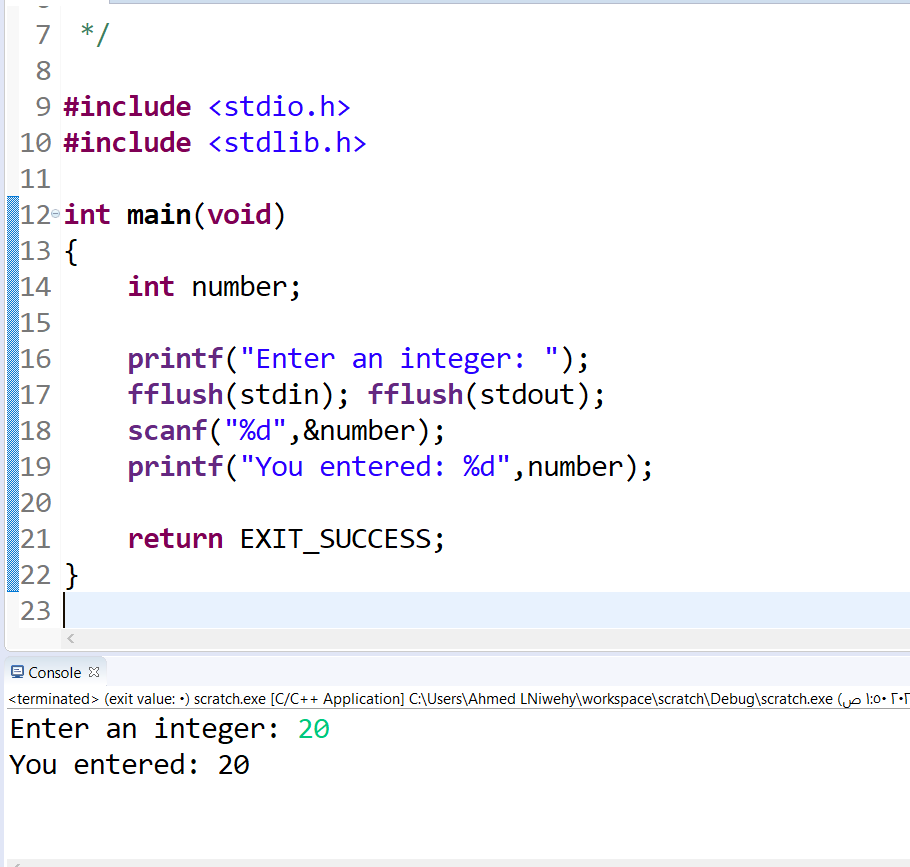 7 */
8
9 #include <stdio.h>
10 #include <stdlib.h>
11
12 int main(void)
13 {
14 int number;
15
16 printf("Enter an integer: ");
17 fflush(stdin); fflush(stdout);
18 scanf("%d",&number);
19 printf("You entered: %d",number);
20
21 return EXIT_SUCCESS;
22 }
23
Console
<terminated> (exit value: ٠) scratch.exe [C/C++ Application] C:\Users\Ahmed LNiwehy\workspace\scratch\Debug\scratch.exe (ص ١:٥٠
Enter an integer: 20
You entered: 20